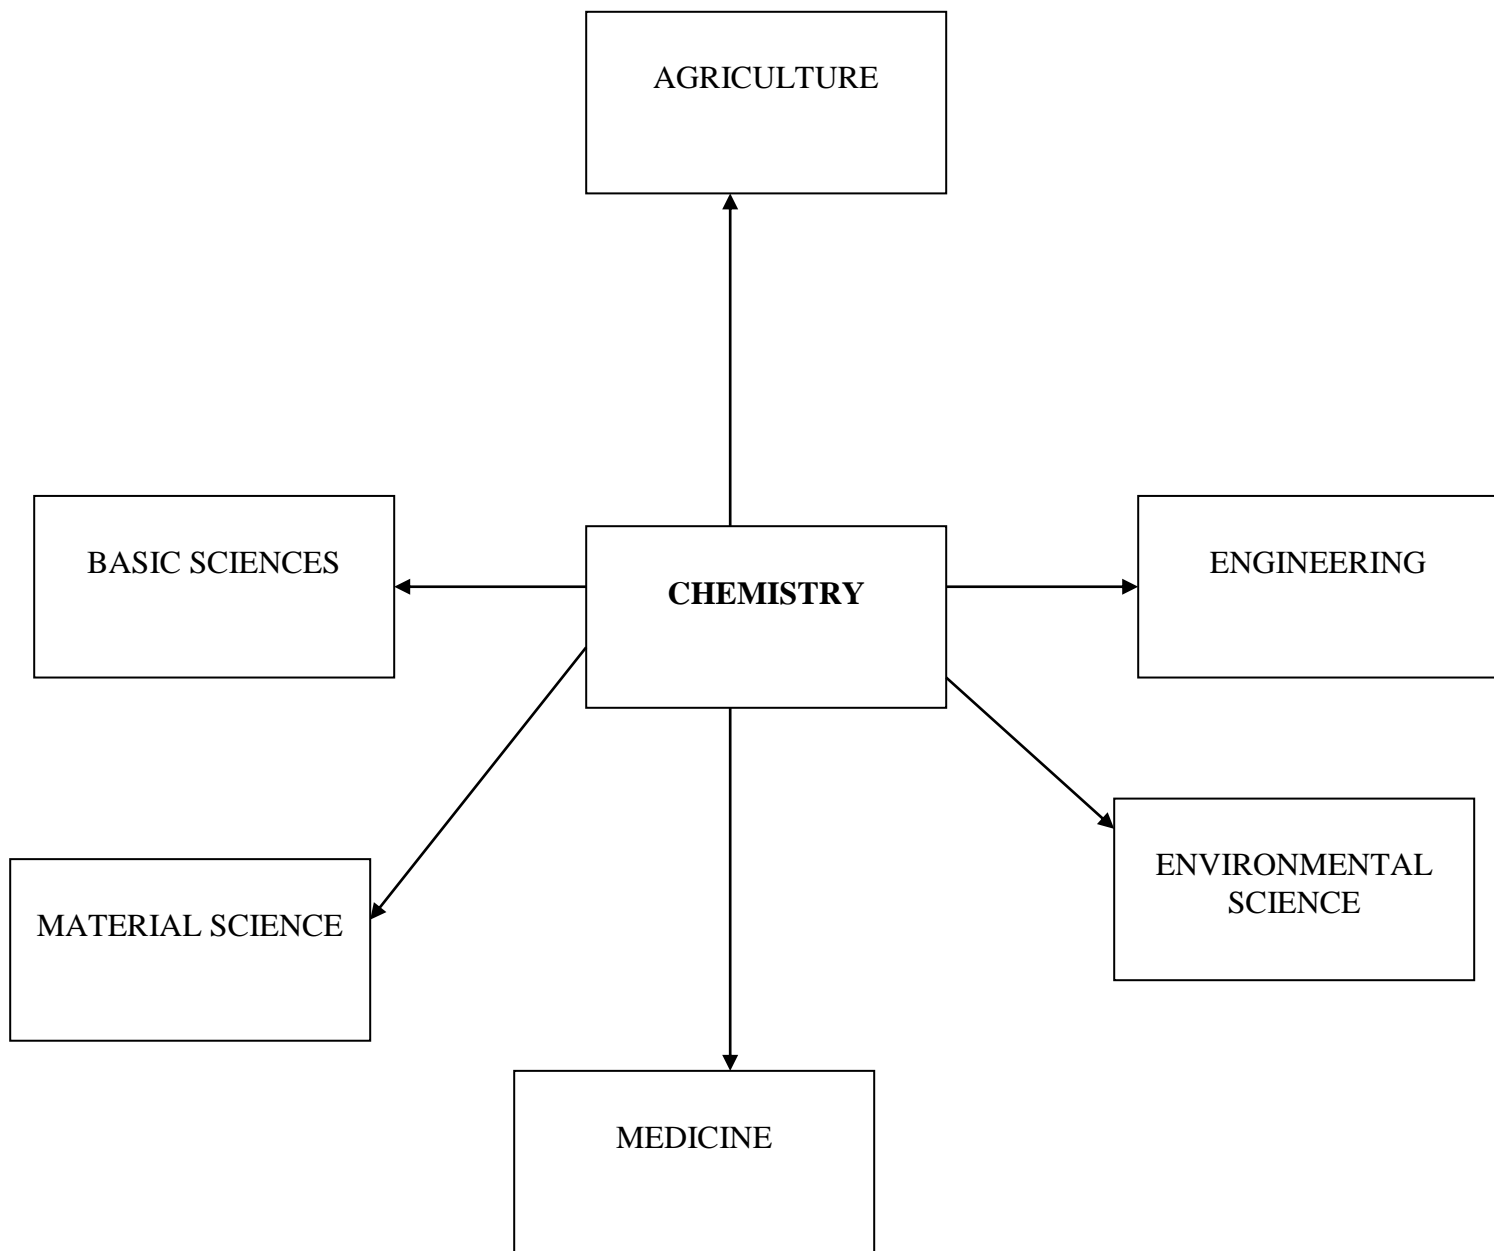 AGRICULTURE
BASIC SCIENCES
CHEMISTRY
ENGINEERING
MATERIAL SCIENCE
ENVIRONMENTAL
SCIENCE
MEDICINE